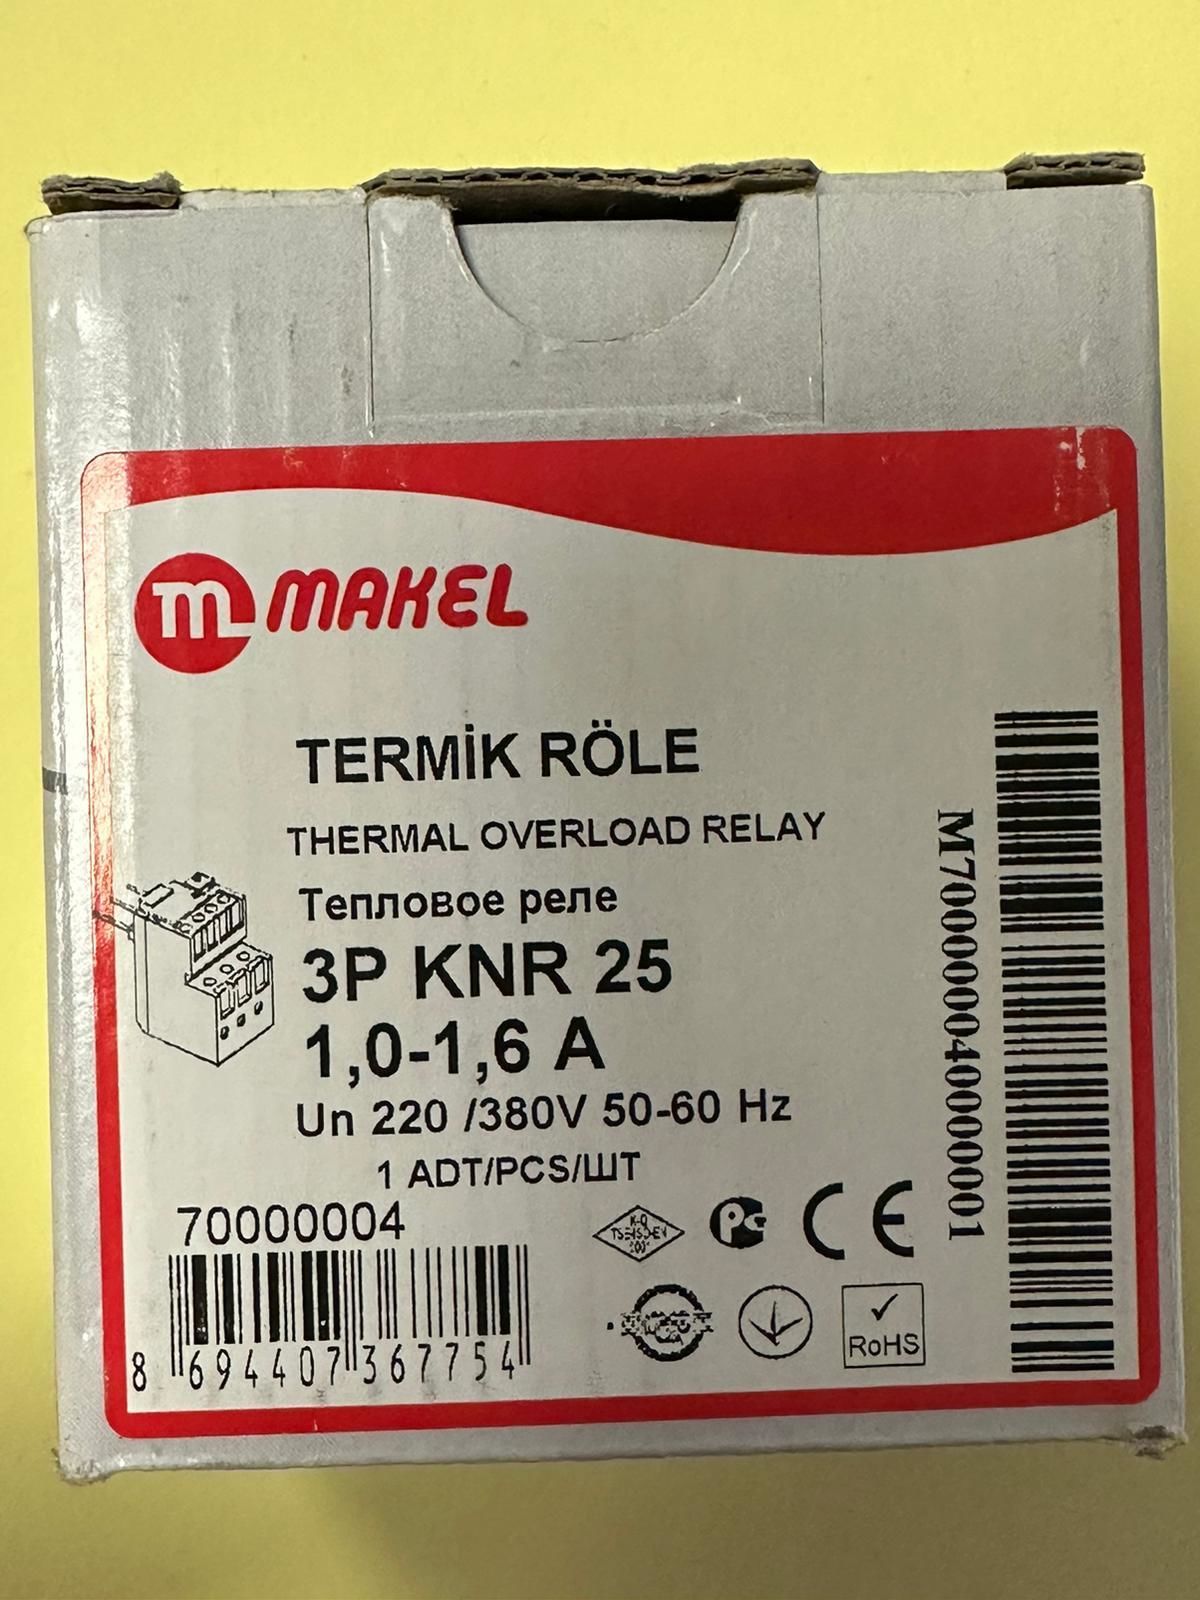 m MAKEL
TERMİK RÖLE
THERMAL OVERLOAD RELAY
Тепловое реле
3P KNR 25
1,0-1,6 A
Un 220 /380V 50-60 Hz
1 ADT/PCS/ШТ
70000004
8 694407 367754
CE
RoHS